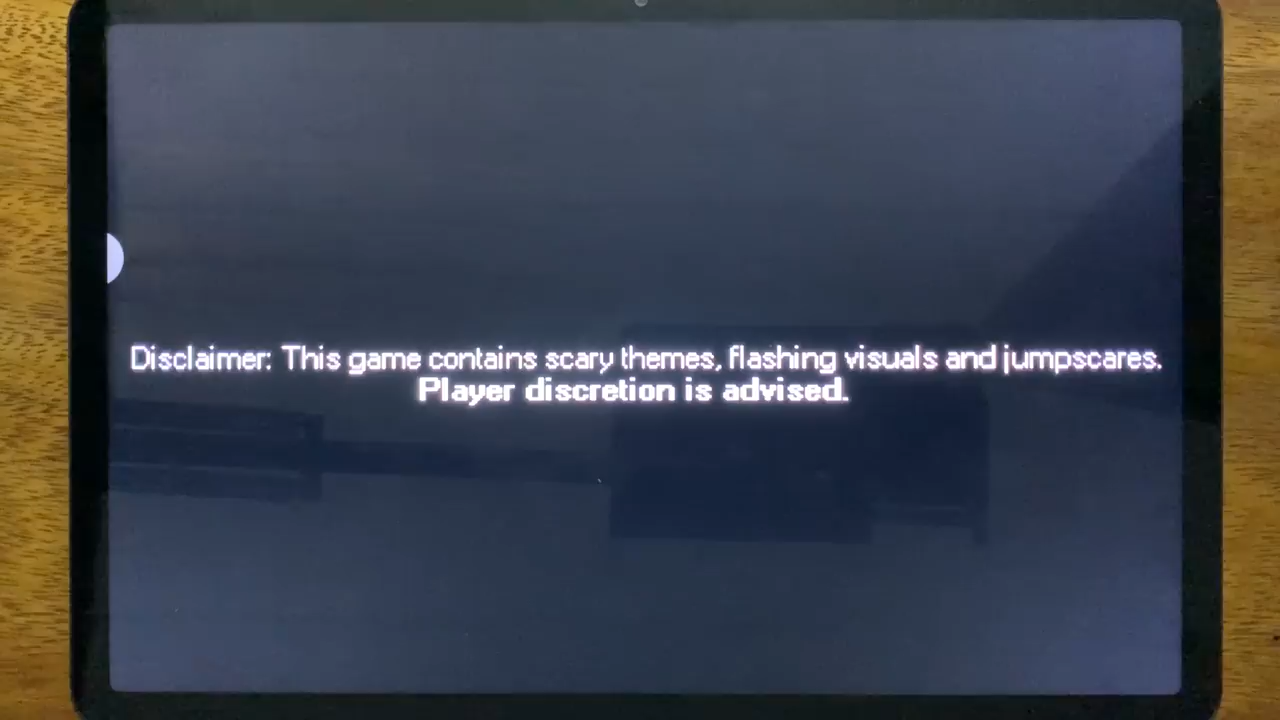 Disclaimer: This game contains scary themes, flashing visuals and jumpscares.
Player discretion is advised.